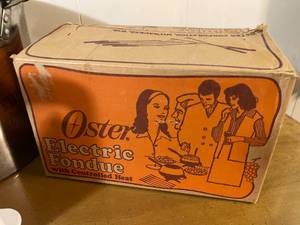 Oster
Electric
Fondue
With Controlled Heat